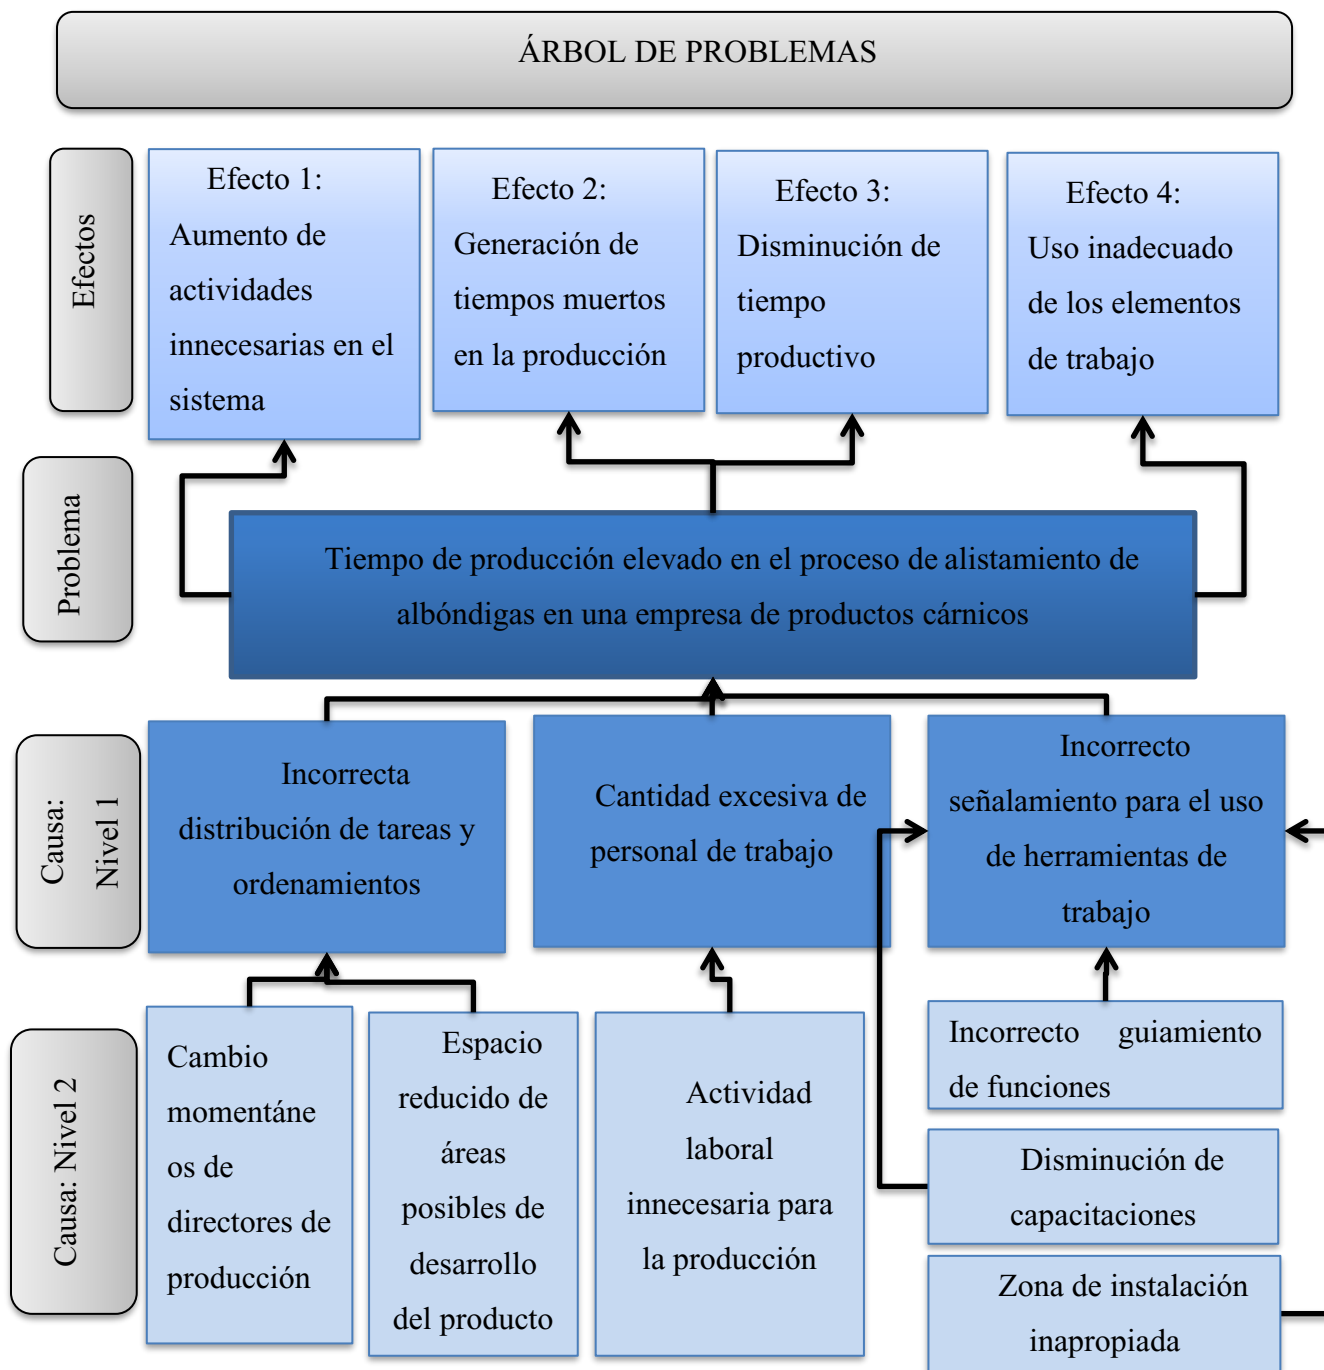 ÁRBOL DE PROBLEMAS
Efectos
Efecto 1:
Aumento de
actividades
innecesarias en el
sistema
Efecto 2:
Generación de
tiempos muertos
en la producción
Efecto 3:
Disminución de
tiempo
productivo
Efecto 4:
Uso inadecuado
de los elementos
de trabajo
Problema
Tiempo de producción elevado en el proceso de alistamiento de
albóndigas en una empresa de productos cárnicos
Causa:
Nivel 1
Incorrecta
distribución de tareas y
ordenamientos
Cantidad excesiva de
personal de trabajo
Incorrecto
señalamiento para el uso
de herramientas de
trabajo
Causa: Nivel 2
Cambio
momentáne
os de
directores de
producción
Espacio
reducido de
áreas
posibles de
desarrollo
del producto
Actividad
laboral
innecesaria para
la producción
Incorrecto guiamiento
de funciones
Disminución de
capacitaciones
Zona de instalación
inapropiada